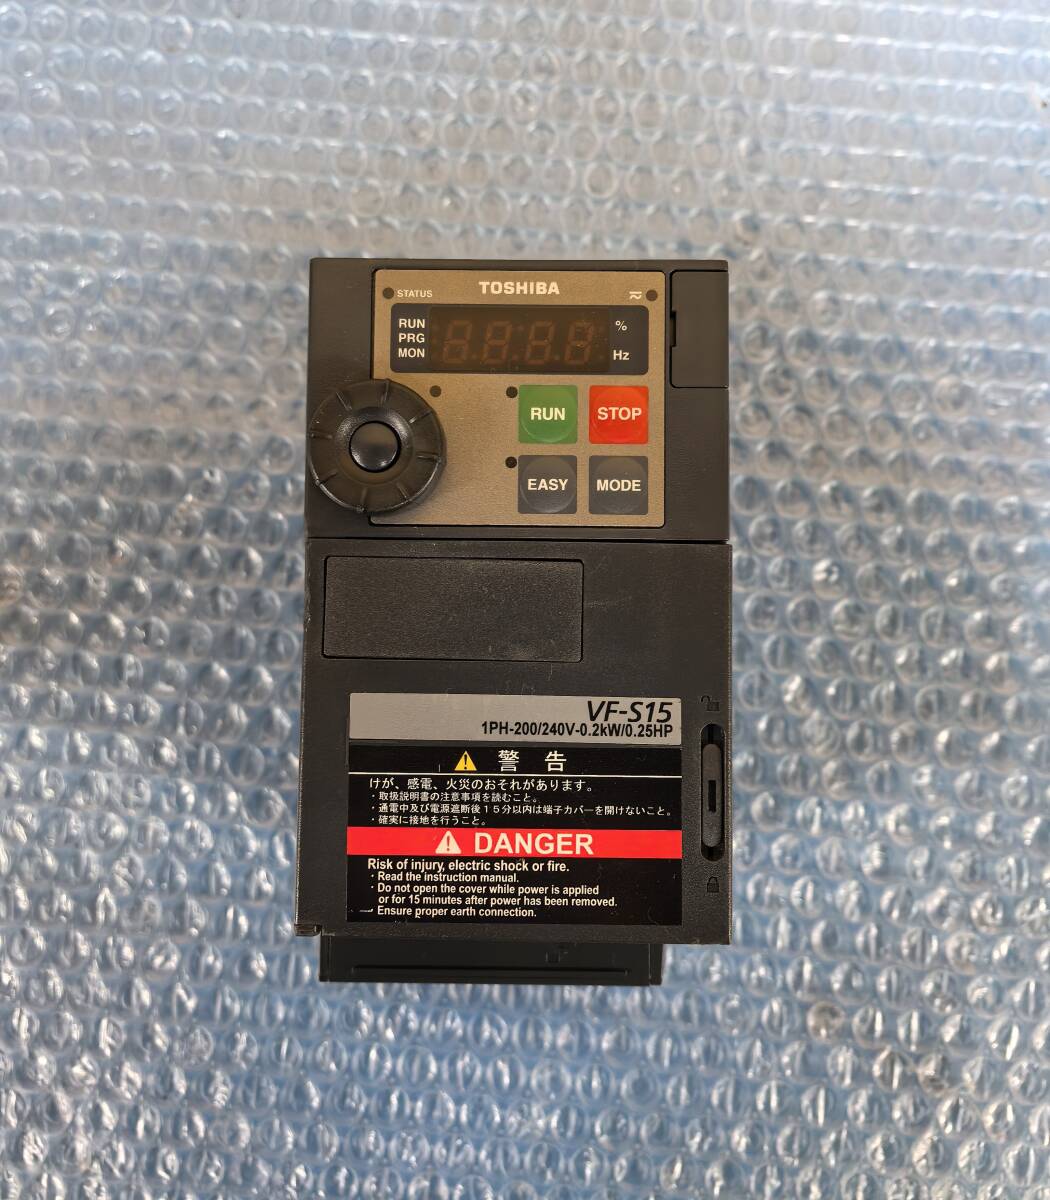 STATUS
TOSHIBA
RUN
PRG
MON
%
Hz
RUN
STOP
EASY
MODE
VF-S15
1PH-200/240V-0.2kW/0.25HP
警告
けが、感電、火災のおそれがあります。
・取扱説明書の注意事項を読むこと。
・通電中及び電源遮断後１５分以内は端子カバーを開けないこと。
・確実に接地を行うこと。
DANGER
Risk of injury, electric shock or fire.
・Read the instruction manual.
・Do not open the cover while power is applied
or for 15 minutes after power has been removed.
・Ensure proper earth connection.